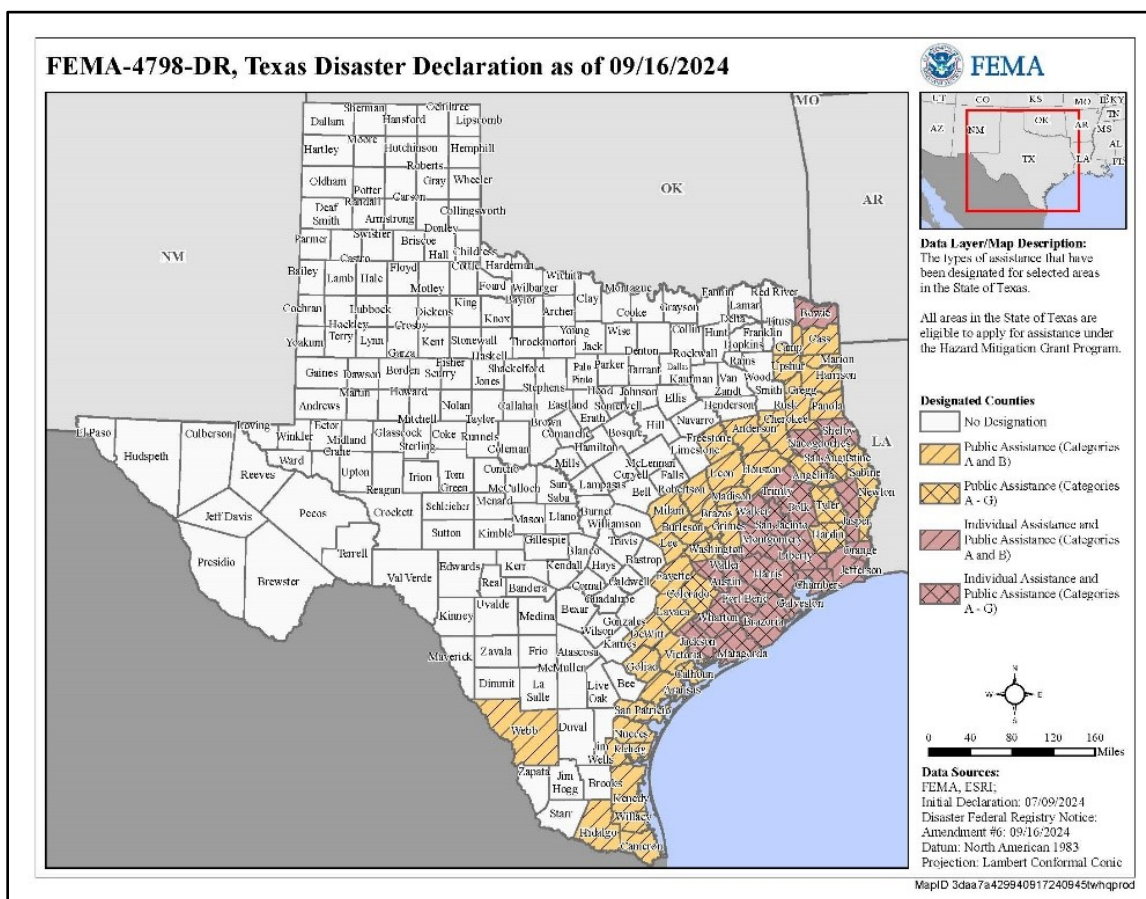 FEMA-4798-DR, Texas Disaster Declaration as of 09/16/2024
FEMA
MO
OK
AR
NM
LA
UT CO KS MO KY
TN
AZ NM OK AR MS
AL
TX LA
FL
Sherman Ochiltree
Dallam Hansford Lipscomb
Moore
Hartley Hutchinson Hemphill
Roberts
Oldham Potter Gray Wheeler
Carson
Deaf
Smith
Randall
Armstrong Collingsworth
Donley
Parmer Swisher Briscoe Childress
Castro Hall
Bailey Lamb Hale Floyd Motley Cottle Hardeman
Foard Wilbarger Wichita
Cochran Hockley Lubbock Crosby Dickens King Knox Baylor Archer Clay Montague Cooke Grayson Fannin Lamar Red River Bowie
Delta Titus
Yoakum Terry Lynn Garza Kent Stonewall Haskell Throckmorton Young Jack Wise Denton Collin Hunt Hopkins Franklin Camp Cass
Rockwall Rains Upshur Marion
Gaines Dawson Borden Scurry Fisher Jones Shackelford Stephens Palo
Pinto Parker Tarrant Dallas Kaufman Van
Zandt Wood Smith Gregg Harrison
Andrews Martin Howard Mitchell Nolan Taylor Callahan Eastland Hood Somervell Johnson Ellis Henderson Rusk Panola
El Paso Hudspeth Culberson Loving Winkler Ector Midland Glasscock Sterling Coke Runnels Coleman Brown Comanche Erath Bosque Hill Navarro Anderson Cherokee Shelby
Hamilton Freestone Nacogdoches
Ward Crane Upton Reagan Irion Tom
Green Concho McCulloch Mills McLennan Limestone San Augustine
Reeves San
Saba Lampasas Coryell Falls Leon Houston Angelina Sabine
Jeff Davis Pecos Crockett Schleicher Menard Mason Llano Burnet Bell Robertson Madison Trinity Newton
Williamson Milam Brazos Walker Polk Tyler Jasper
Sutton Kimble Gillespie Blanco Travis Burleson Grimes San Jacinto Hardin
Presidio Brewster Terrell Lee Washington Montgomery Liberty Orange
Val Verde Edwards Kerr Kendall Hays Bastrop Waller Jefferson
Real Bandera Comal Caldwell Fayette Austin Harris Chambers
Kinney Uvalde Medina Bexar Guadalupe Colorado Fort Bend Galveston
Gonzales Lavaca Wharton Brazoria
Wilson DeWitt Jackson Matagorda
Maverick Zavala Frio Atascosa Karnes Victoria
McMullen Goliad Calhoun
Dimmit La
Salle Live
Oak Bee Aransas
San Patricio
Webb Duval Jim
Wells Nueces
Kleberg
Zapata Jim
Hogg Brooks Kenedy
Starr Willacy
Hidalgo Cameron
Data Layer/Map Description:
The types of assistance that have
been designated for selected areas
in the State of Texas.
All areas in the State of Texas are
eligible to apply for assistance under
the Hazard Mitigation Grant Program.
Designated Counties
No Designation
Public Assistance (Categories
A and B)
Public Assistance (Categories
A - G)
Individual Assistance and
Public Assistance (Categories
A and B)
Individual Assistance and
Public Assistance (Categories
A - G)
N
W E
S
0 40 80 120 160
Miles
Data Sources:
FEMA, ESRI;
Initial Declaration: 07/09/2024
Disaster Federal Registry Notice:
Amendment #6: 09/16/2024
Datum: North American 1983
Projection: Lambert Conformal Conic
MapID 3daa7a429940917240945twhqprod